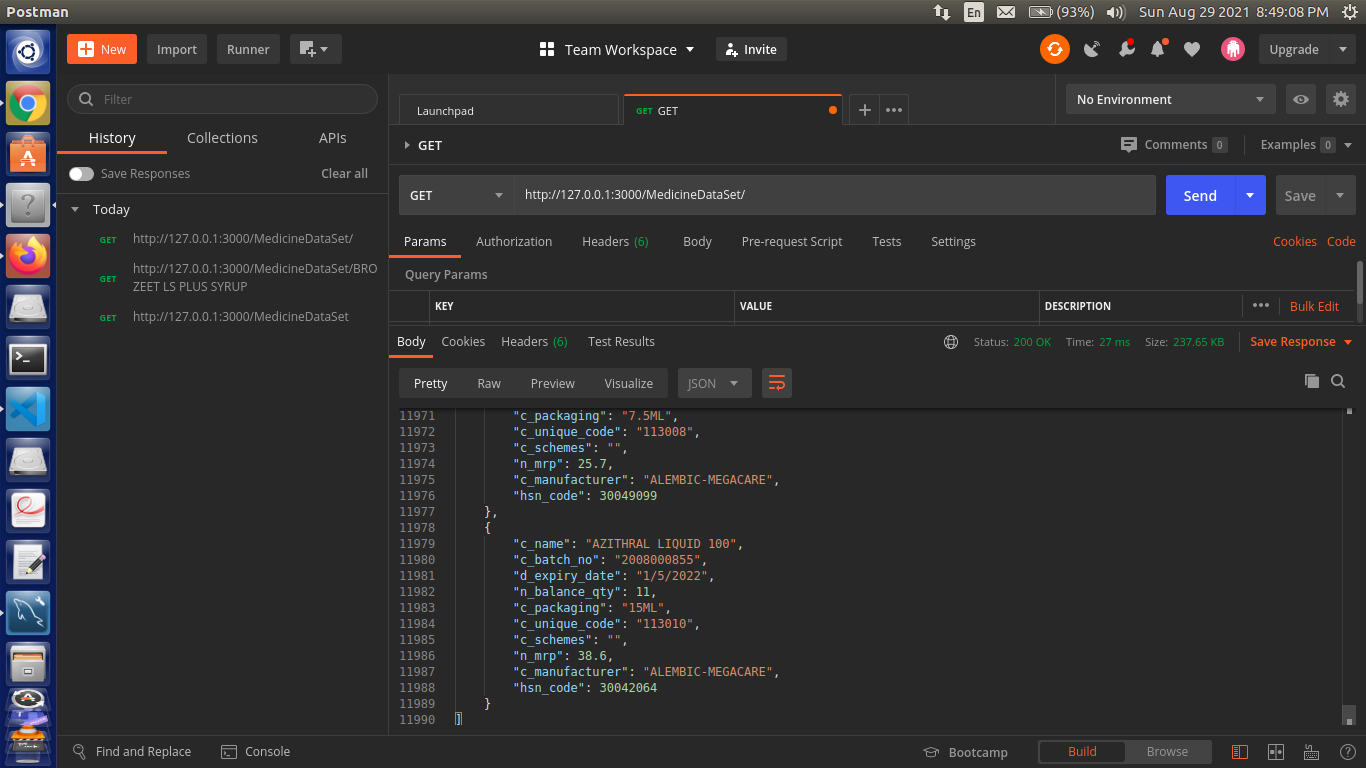 Postman
En
(93%)
Sun Aug 29 2021 8:49:08 PM
New
Import
Runner
Team Workspace
Invite
Upgrade
Filter
History
Collections
APIs
Save Responses
Clear all
Today
GET http://127.0.0.1:3000/MedicineDataSet/
GET http://127.0.0.1:3000/MedicineDataSet/BRO
ZEET LS PLUS SYRUP
GET http://127.0.0.1:3000/MedicineDataSet
Launchpad
GET GET
No Environment
GET
Comments 0
Examples 0
GET
http://127.0.0.1:3000/MedicineDataSet/
Send
Save
Params
Authorization
Headers (6)
Body
Pre-request Script
Tests
Settings
Cookies
Code
Query Params
KEY
VALUE
DESCRIPTION
Bulk Edit
Body
Cookies
Headers (6)
Test Results
Status: 200 OK
Time: 27 ms
Size: 237.65 KB
Save Response
Pretty
Raw
Preview
Visualize
JSON
11971 "c_packaging": "7.5ML",
11972 "c_unique_code": "113008",
11973 "c_schemes": "",
11974 "n_mrp": 25.7,
11975 "c_manufacturer": "ALEMBIC-MEGACARE",
11976 "hsn_code": 30049099
11977 },
11978 {
11979 "c_name": "AZITHRAL LIQUID 100",
11980 "c_batch_no": "2008000855",
11981 "d_expiry_date": "1/5/2022",
11982 "n_balance_qty": 11,
11983 "c_packaging": "15ML",
11984 "c_unique_code": "113010",
11985 "c_schemes": "",
11986 "n_mrp": 38.6,
11987 "c_manufacturer": "ALEMBIC-MEGACARE",
11988 "hsn_code": 30042064
11989 }
11990 ]
Find and Replace
Console
Bootcamp
Build
Browse